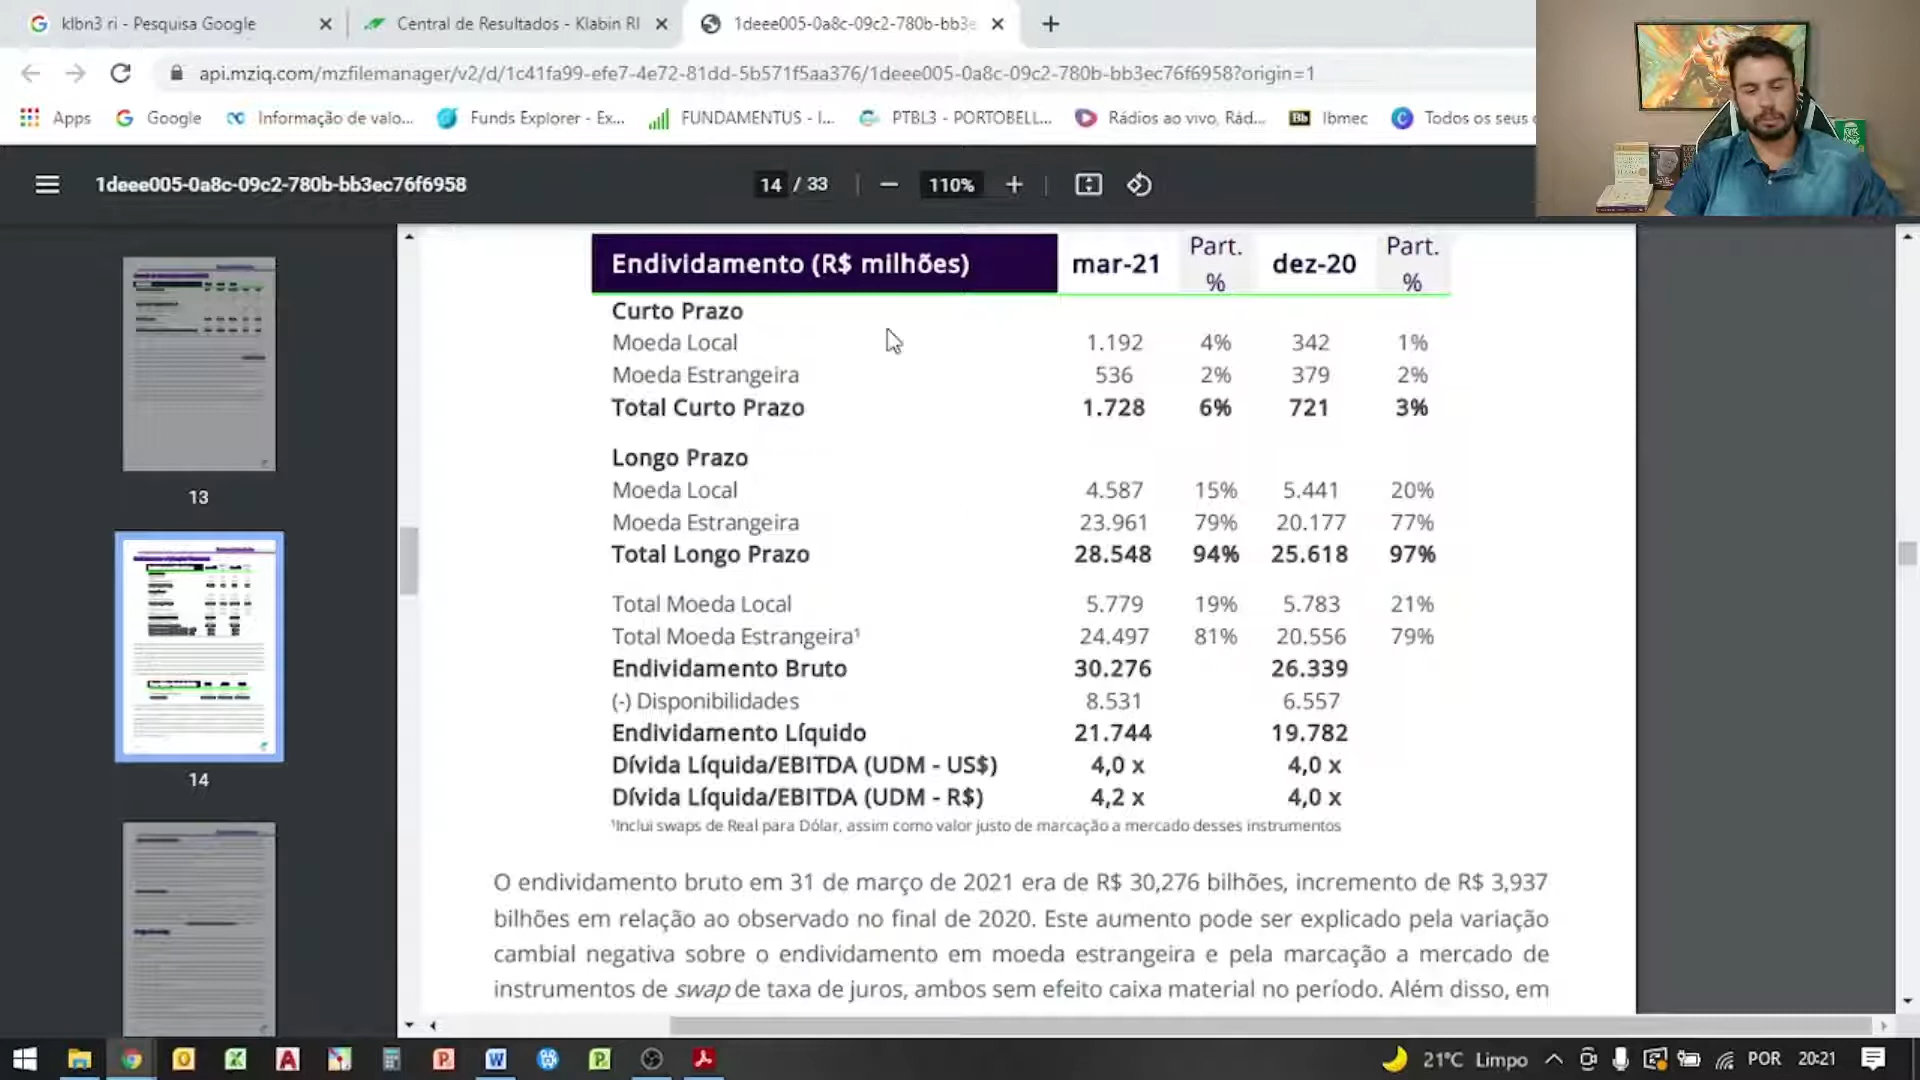 klbn3 ri - Pesquisa Google
Central de Resultados - Klabin RI
1deee005-0a8c-09c2-780b-bb3e
api.mziq.com/mzfilemanager/v2/d/1c41fa99-efe7-4e72-81dd-5b571f5aa376/1deee005-0a8c-09c2-780b-bb3ec76f6958?origin=1
Apps Google Informação de valo... Funds Explorer - Ex... FUNDAMENTUS - I... PTBL3 - PORTOBELL... Rádios ao vivo, Rád... Bb Ibmec Todos os seus
1deee005-0a8c-09c2-780b-bb3ec76f6958 14 / 33 110%
13
14
Endividamento (R$ milhões) mar-21 Part. % dez-20 Part. %
Curto Prazo
Moeda Local 1.192 4% 342 1%
Moeda Estrangeira 536 2% 379 2%
Total Curto Prazo 1.728 6% 721 3%
Longo Prazo
Moeda Local 4.587 15% 5.441 20%
Moeda Estrangeira 23.961 79% 20.177 77%
Total Longo Prazo 28.548 94% 25.618 97%
Total Moeda Local 5.779 19% 5.783 21%
Total Moeda Estrangeira¹ 24.497 81% 20.556 79%
Endividamento Bruto 30.276 26.339
(-) Disponibilidades 8.531 6.557
Endividamento Líquido 21.744 19.782
Dívida Líquida/EBITDA (UDM - US$) 4,0 x 4,0 x
Dívida Líquida/EBITDA (UDM - R$) 4,2 x 4,0 x
¹Inclui swaps de Real para Dólar, assim como valor justo de marcação a mercado desses instrumentos
O endividamento bruto em 31 de março de 2021 era de R$ 30,276 bilhões, incremento de R$ 3,937
bilhões em relação ao observado no final de 2020. Este aumento pode ser explicado pela variação
cambial negativa sobre o endividamento em moeda estrangeira e pela marcação a mercado de
instrumentos de swap de taxa de juros, ambos sem efeito caixa material no período. Além disso, em
21°C Limpo POR 20:21